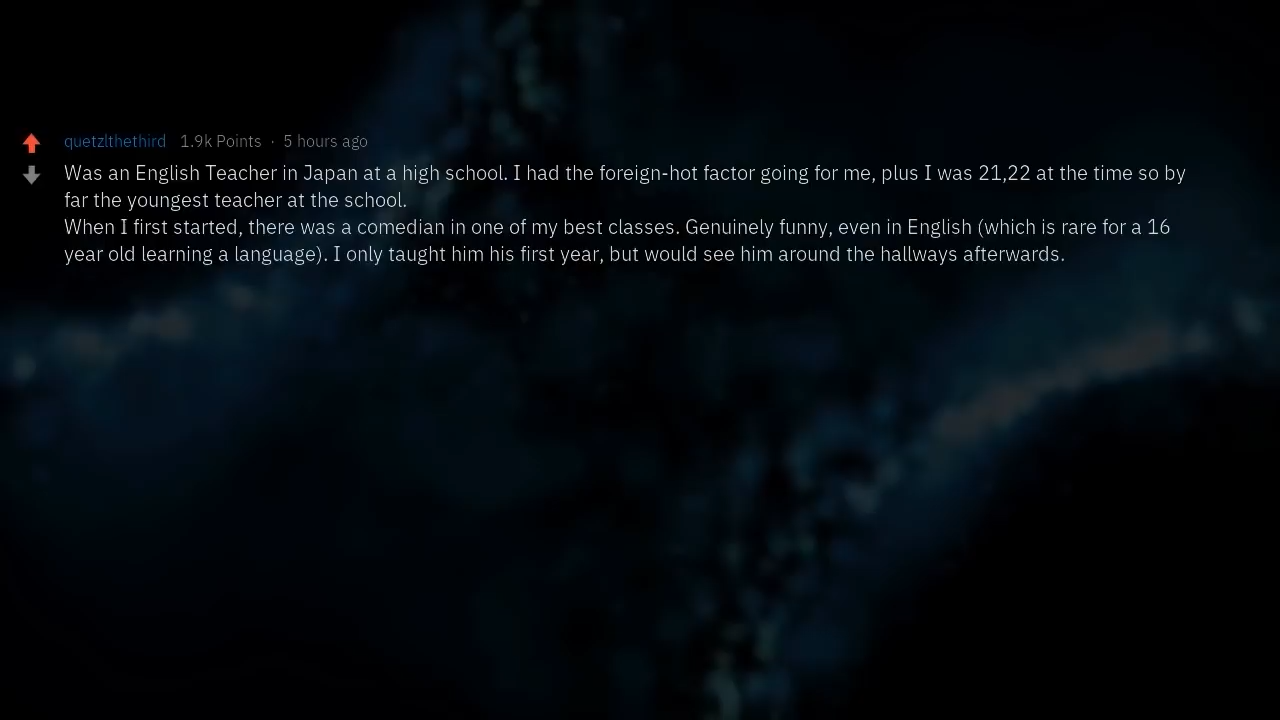 quetzlthethird 1.9k Points · 5 hours ago
Was an English Teacher in Japan at a high school. I had the foreign-hot factor going for me, plus I was 21,22 at the time so by
far the youngest teacher at the school.
When I first started, there was a comedian in one of my best classes. Genuinely funny, even in English (which is rare for a 16
year old learning a language). I only taught him his first year, but would see him around the hallways afterwards.